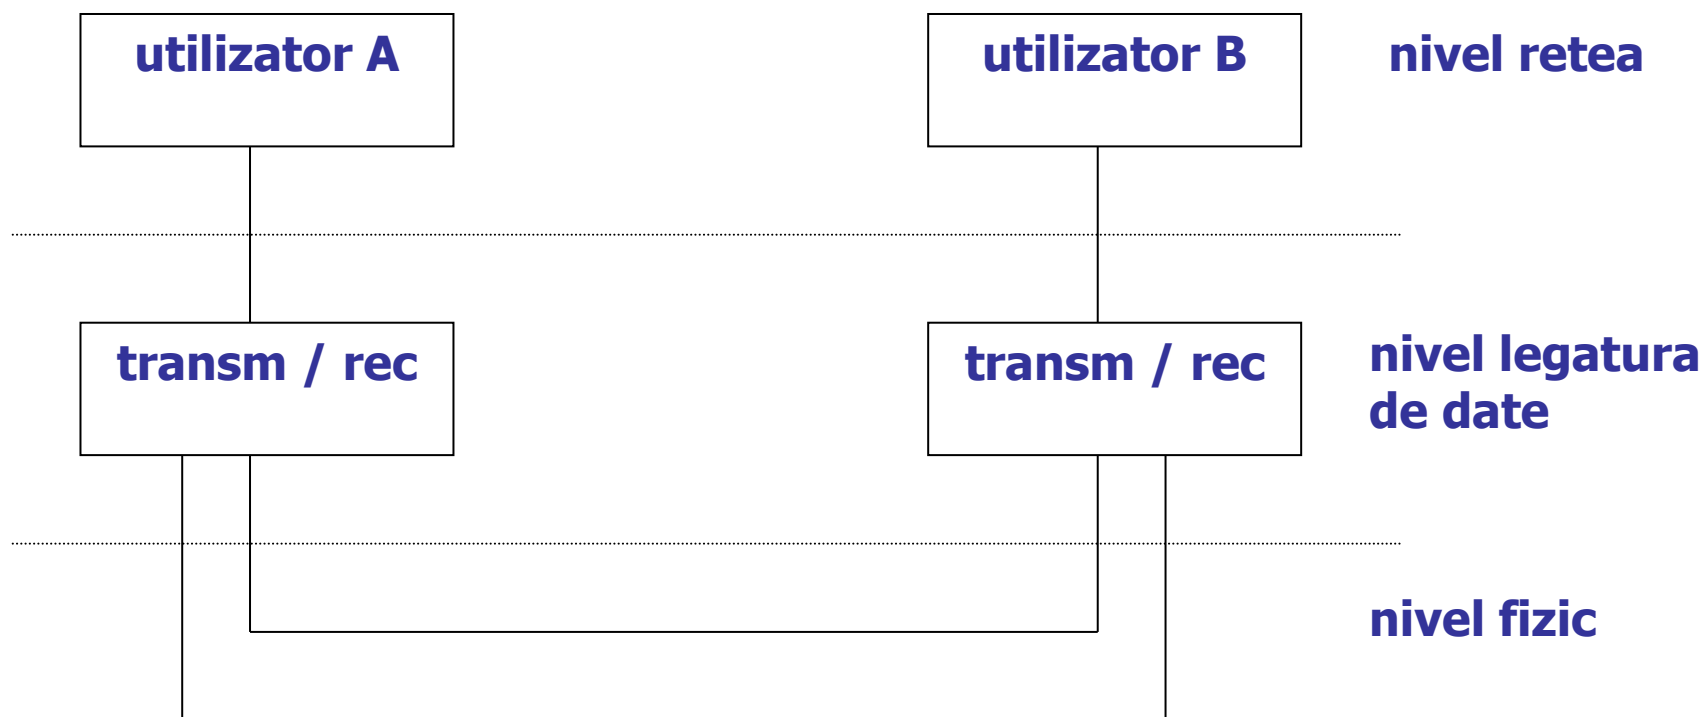 utilizator A
utilizator B
nivel retea
transm / rec
transm / rec
nivel legatura
de date
nivel fizic